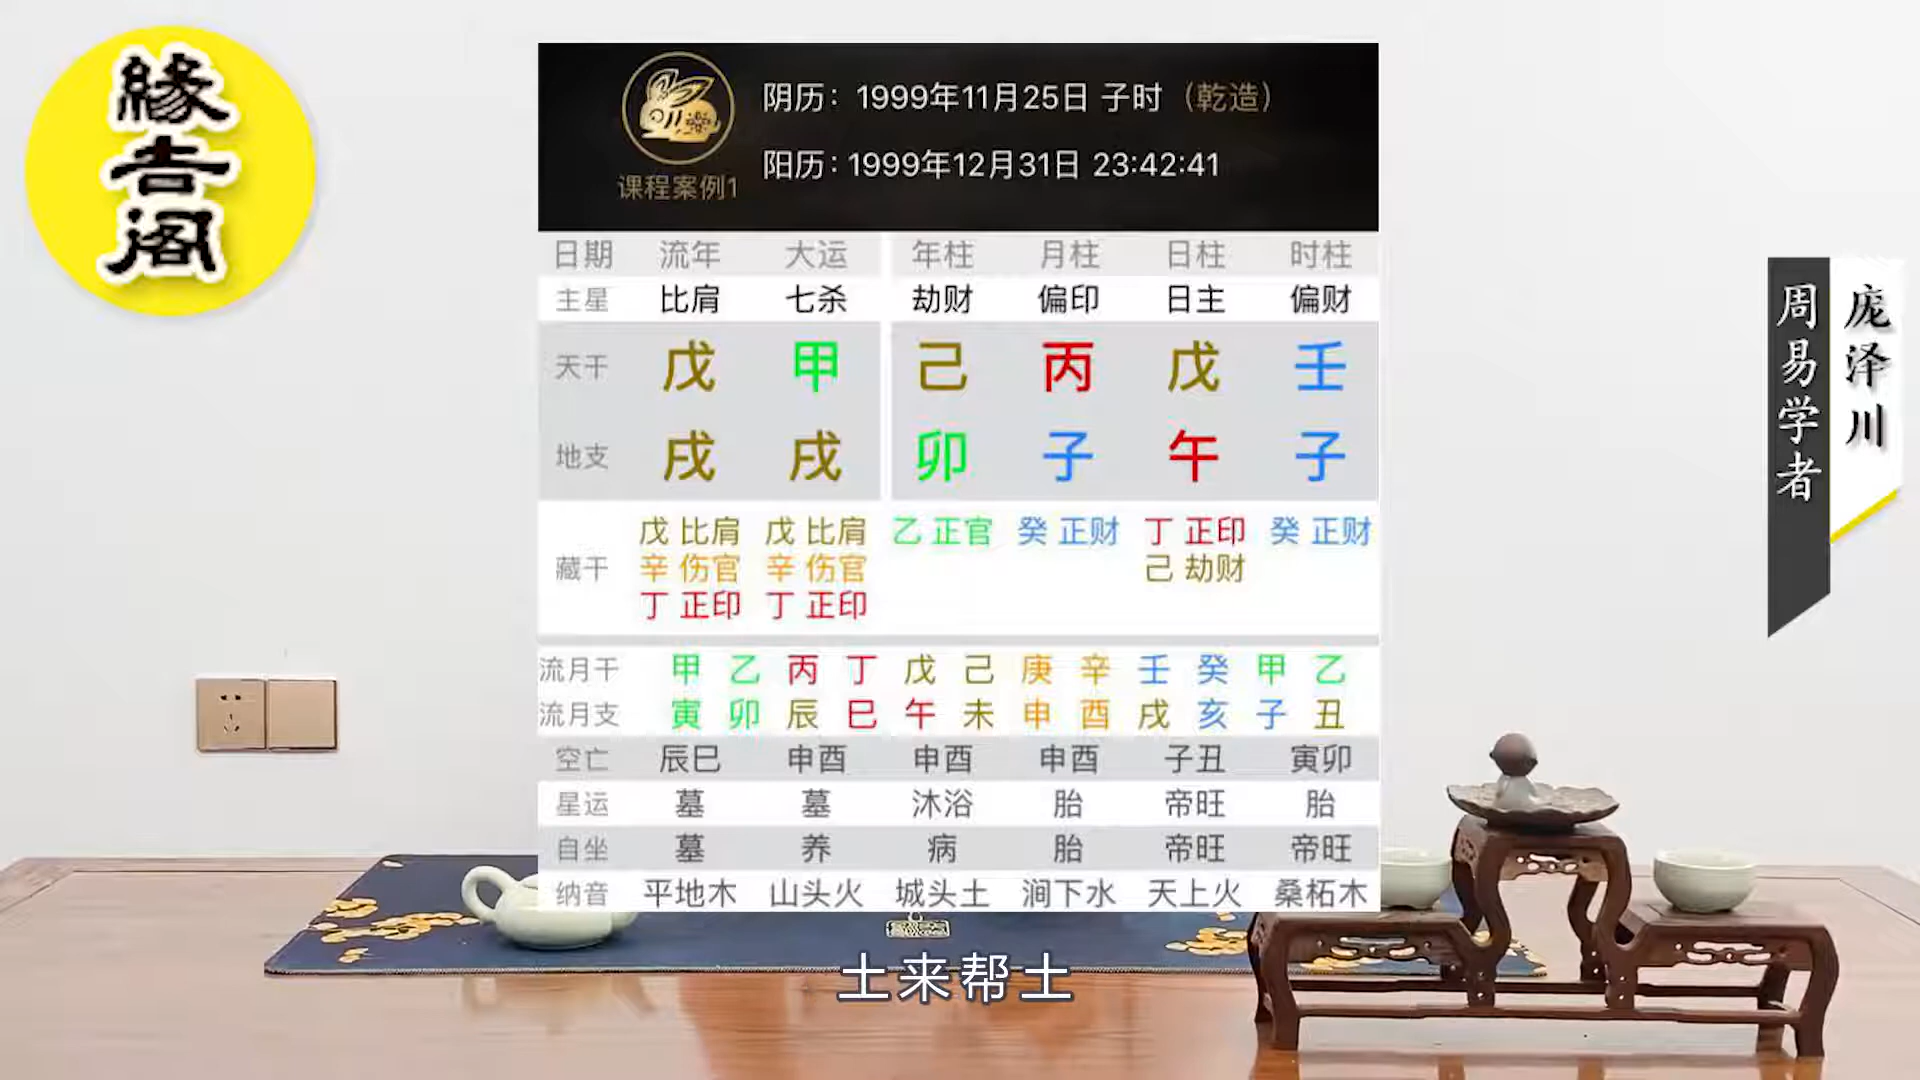 緣吉阁
阴历：1999年11月25日 子时（乾造）
阳历：1999年12月31日 23:42:41
课程案例1
日期 流年 大运 年柱 月柱 日柱 时柱
主星 比肩 七杀 劫财 偏印 日主 偏财
天干 戊 甲 己 丙 戊 壬
地支 戌 戌 卯 子 午 子
藏干 戊 比肩 戊 比肩 乙 正官 癸 正财 丁 正印 癸 正财
辛 伤官 辛 伤官 己 劫财
丁 正印 丁 正印
流月干 甲 乙 丙 丁 戊 己 庚 辛 壬 癸 甲 乙
流月支 寅 卯 辰 巳 午 未 申 酉 戌 亥 子 丑
空亡 辰巳 申酉 申酉 申酉 子丑 寅卯
星运 墓 墓 沐浴 胎 帝旺 胎
自坐 墓 养 病 胎 帝旺 帝旺
纳音 平地木 山头火 城头土 涧下水 天上火 桑柘木
庞泽川
周易学者
土来帮土